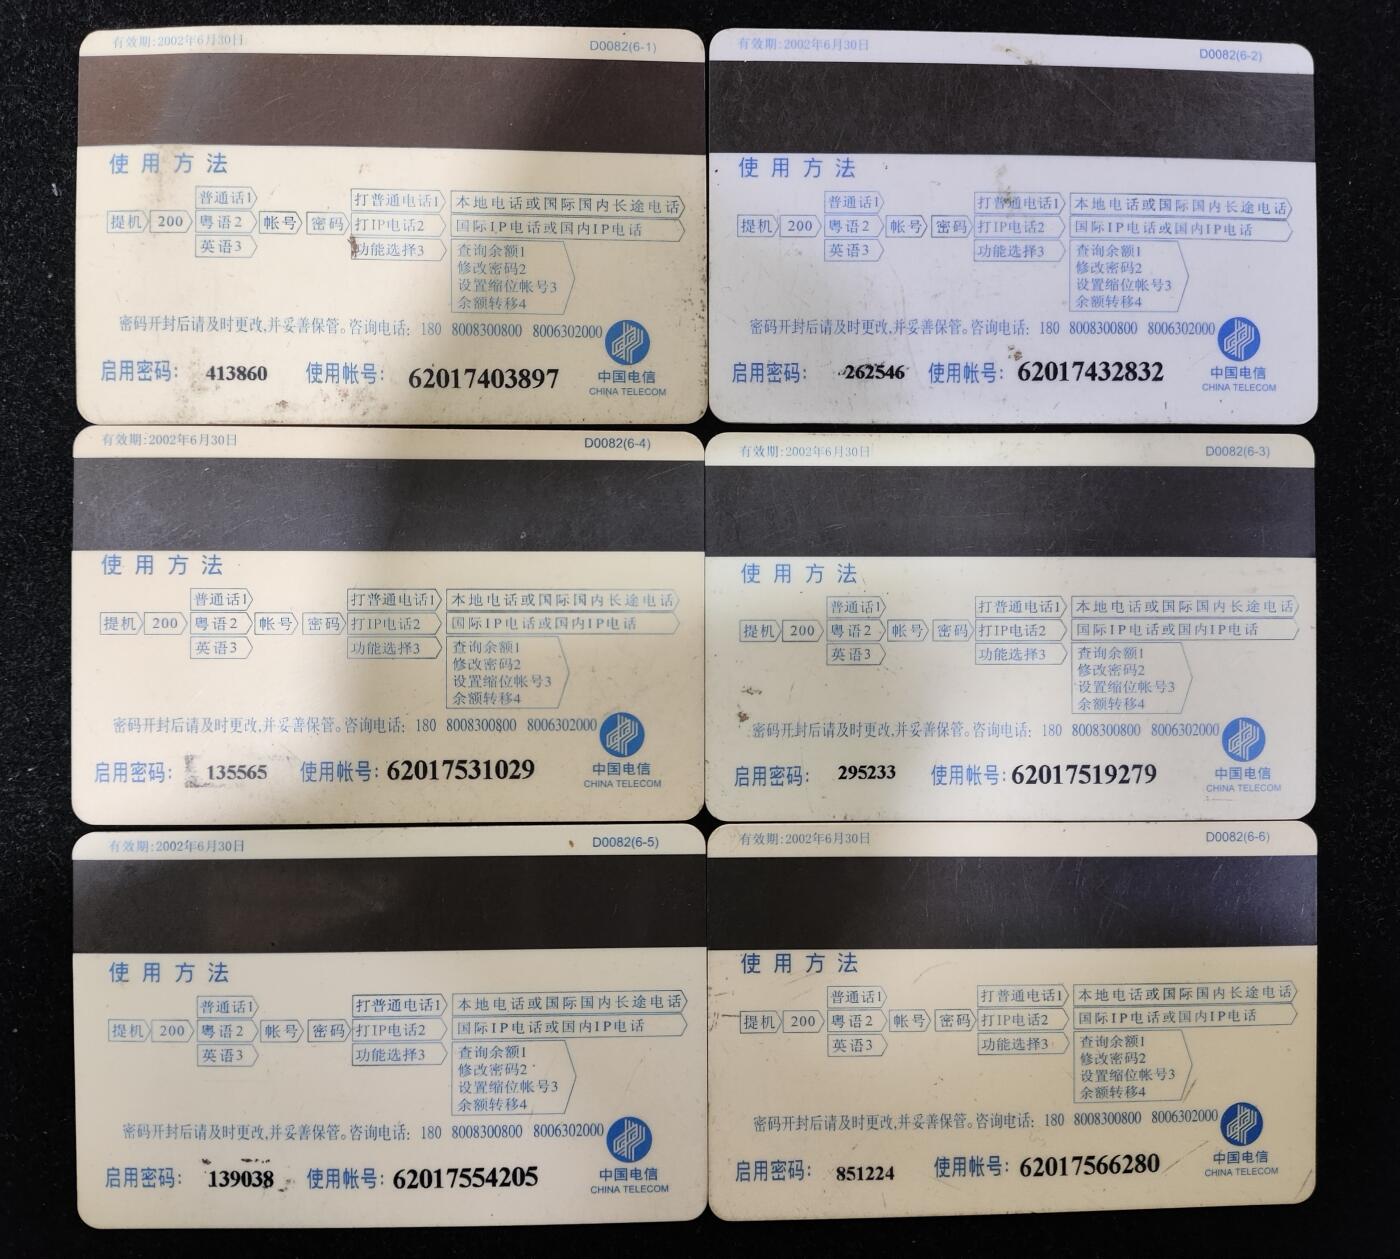 有效期:2002年6月30日 D0082(6-1)
使用方法
普通话1 打普通电话1 本地电话或国际国内长途电话
提机 200 粤语2 帐号 密码 打IP电话2 国际IP电话或国内IP电话
英语3 功能选择3 查询余额1
修改密码2
设置缩位帐号3
余额转移4
密码开封后请及时更改,并妥善保管。咨询电话: 180 8008300800 8006302000
启用密码: 413860 使用帐号: 62017403897
中国电信
CHINA TELECOM
有效期:2002年6月30日 D0082(6-2)
使用方法
普通话1 打普通电话1 本地电话或国际国内长途电话
提机 200 粤语2 帐号 密码 打IP电话2 国际IP电话或国内IP电话
英语3 功能选择3 查询余额1
修改密码2
设置缩位帐号3
余额转移4
密码开封后请及时更改,并妥善保管。咨询电话: 180 8008300800 8006302000
启用密码: 262546 使用帐号: 62017432832
中国电信
CHINA TELECOM
有效期:2002年6月30日 D0082(6-4)
使用方法
普通话1 打普通电话1 本地电话或国际国内长途电话
提机 200 粤语2 帐号 密码 打IP电话2 国际IP电话或国内IP电话
英语3 功能选择3 查询余额1
修改密码2
设置缩位帐号3
余额转移4
密码开封后请及时更改,并妥善保管。咨询电话: 180 8008300800 8006302000
启用密码: 135565 使用帐号: 62017531029
中国电信
CHINA TELECOM
有效期:2002年6月30日 D0082(6-3)
使用方法
普通话1 打普通电话1 本地电话或国际国内长途电话
提机 200 粤语2 帐号 密码 打IP电话2 国际IP电话或国内IP电话
英语3 功能选择3 查询余额1
修改密码2
设置缩位帐号3
余额转移4
密码开封后请及时更改,并妥善保管。咨询电话: 180 8008300800 8006302000
启用密码: 295233 使用帐号: 62017519279
中国电信
CHINA TELECOM
有效期:2002年6月30日 D0082(6-5)
使用方法
普通话1 打普通电话1 本地电话或国际国内长途电话
提机 200 粤语2 帐号 密码 打IP电话2 国际IP电话或国内IP电话
英语3 功能选择3 查询余额1
修改密码2
设置缩位帐号3
余额转移4
密码开封后请及时更改,并妥善保管。咨询电话: 180 8008300800 8006302000
启用密码: 139038 使用帐号: 62017554205
中国电信
CHINA TELECOM
有效期:2002年6月30日 D0082(6-6)
使用方法
普通话1 打普通电话1 本地电话或国际国内长途电话
提机 200 粤语2 帐号 密码 打IP电话2 国际IP电话或国内IP电话
英语3 功能选择3 查询余额1
修改密码2
设置缩位帐号3
余额转移4
密码开封后请及时更改,并妥善保管。咨询电话: 180 8008300800 8006302000
启用密码: 851224 使用帐号: 62017566280
中国电信
CHINA TELECOM